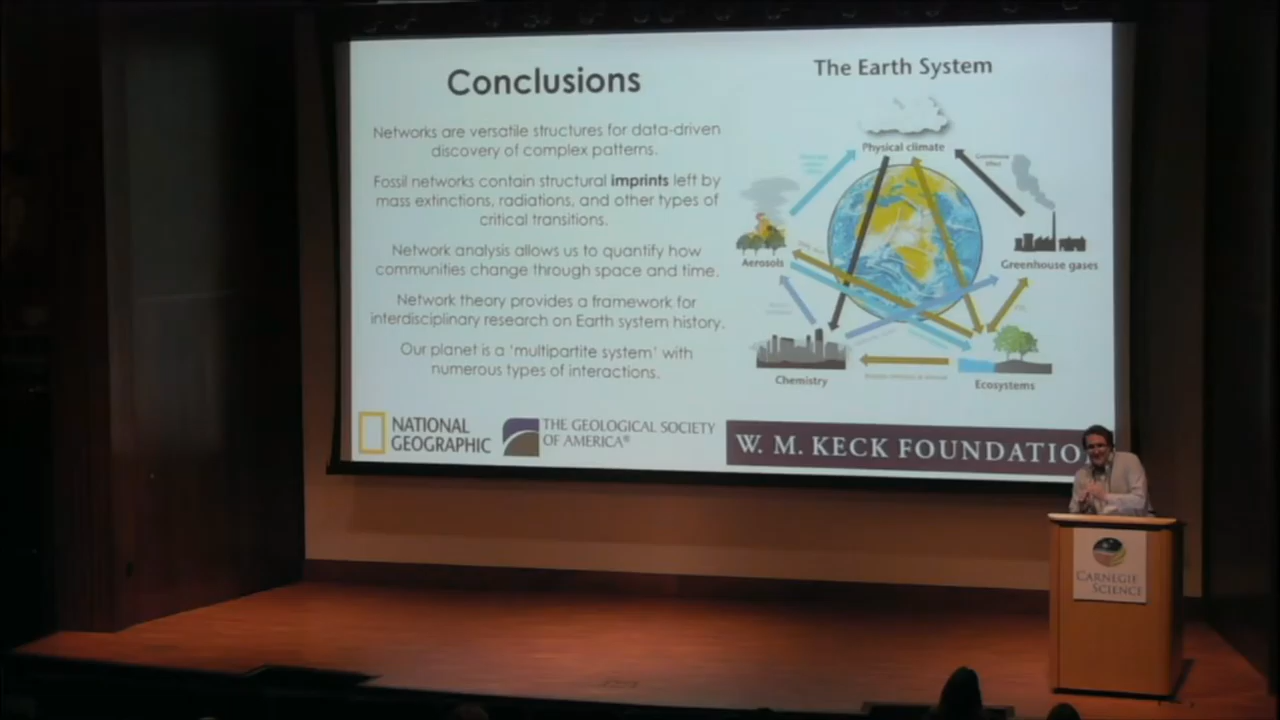 Conclusions
Networks are versatile structures for data-driven
discovery of complex patterns.
Fossil networks contain structural imprints left by
mass extinctions, radiations, and other types of
critical transitions.
Network analysis allows us to quantify how
communities change through space and time.
Network theory provides a framework for
interdisciplinary research on Earth system history.
Our planet is a ‘multipartite system’ with
numerous types of interactions.
The Earth System
Physical climate
Greenhouse
effect
Aerosols
Greenhouse gases
Chemistry
Ecosystems
NATIONAL
GEOGRAPHIC
THE GEOLOGICAL SOCIETY
OF AMERICA®
W. M. KECK FOUNDATIO
CARNEGIE
SCIENCE